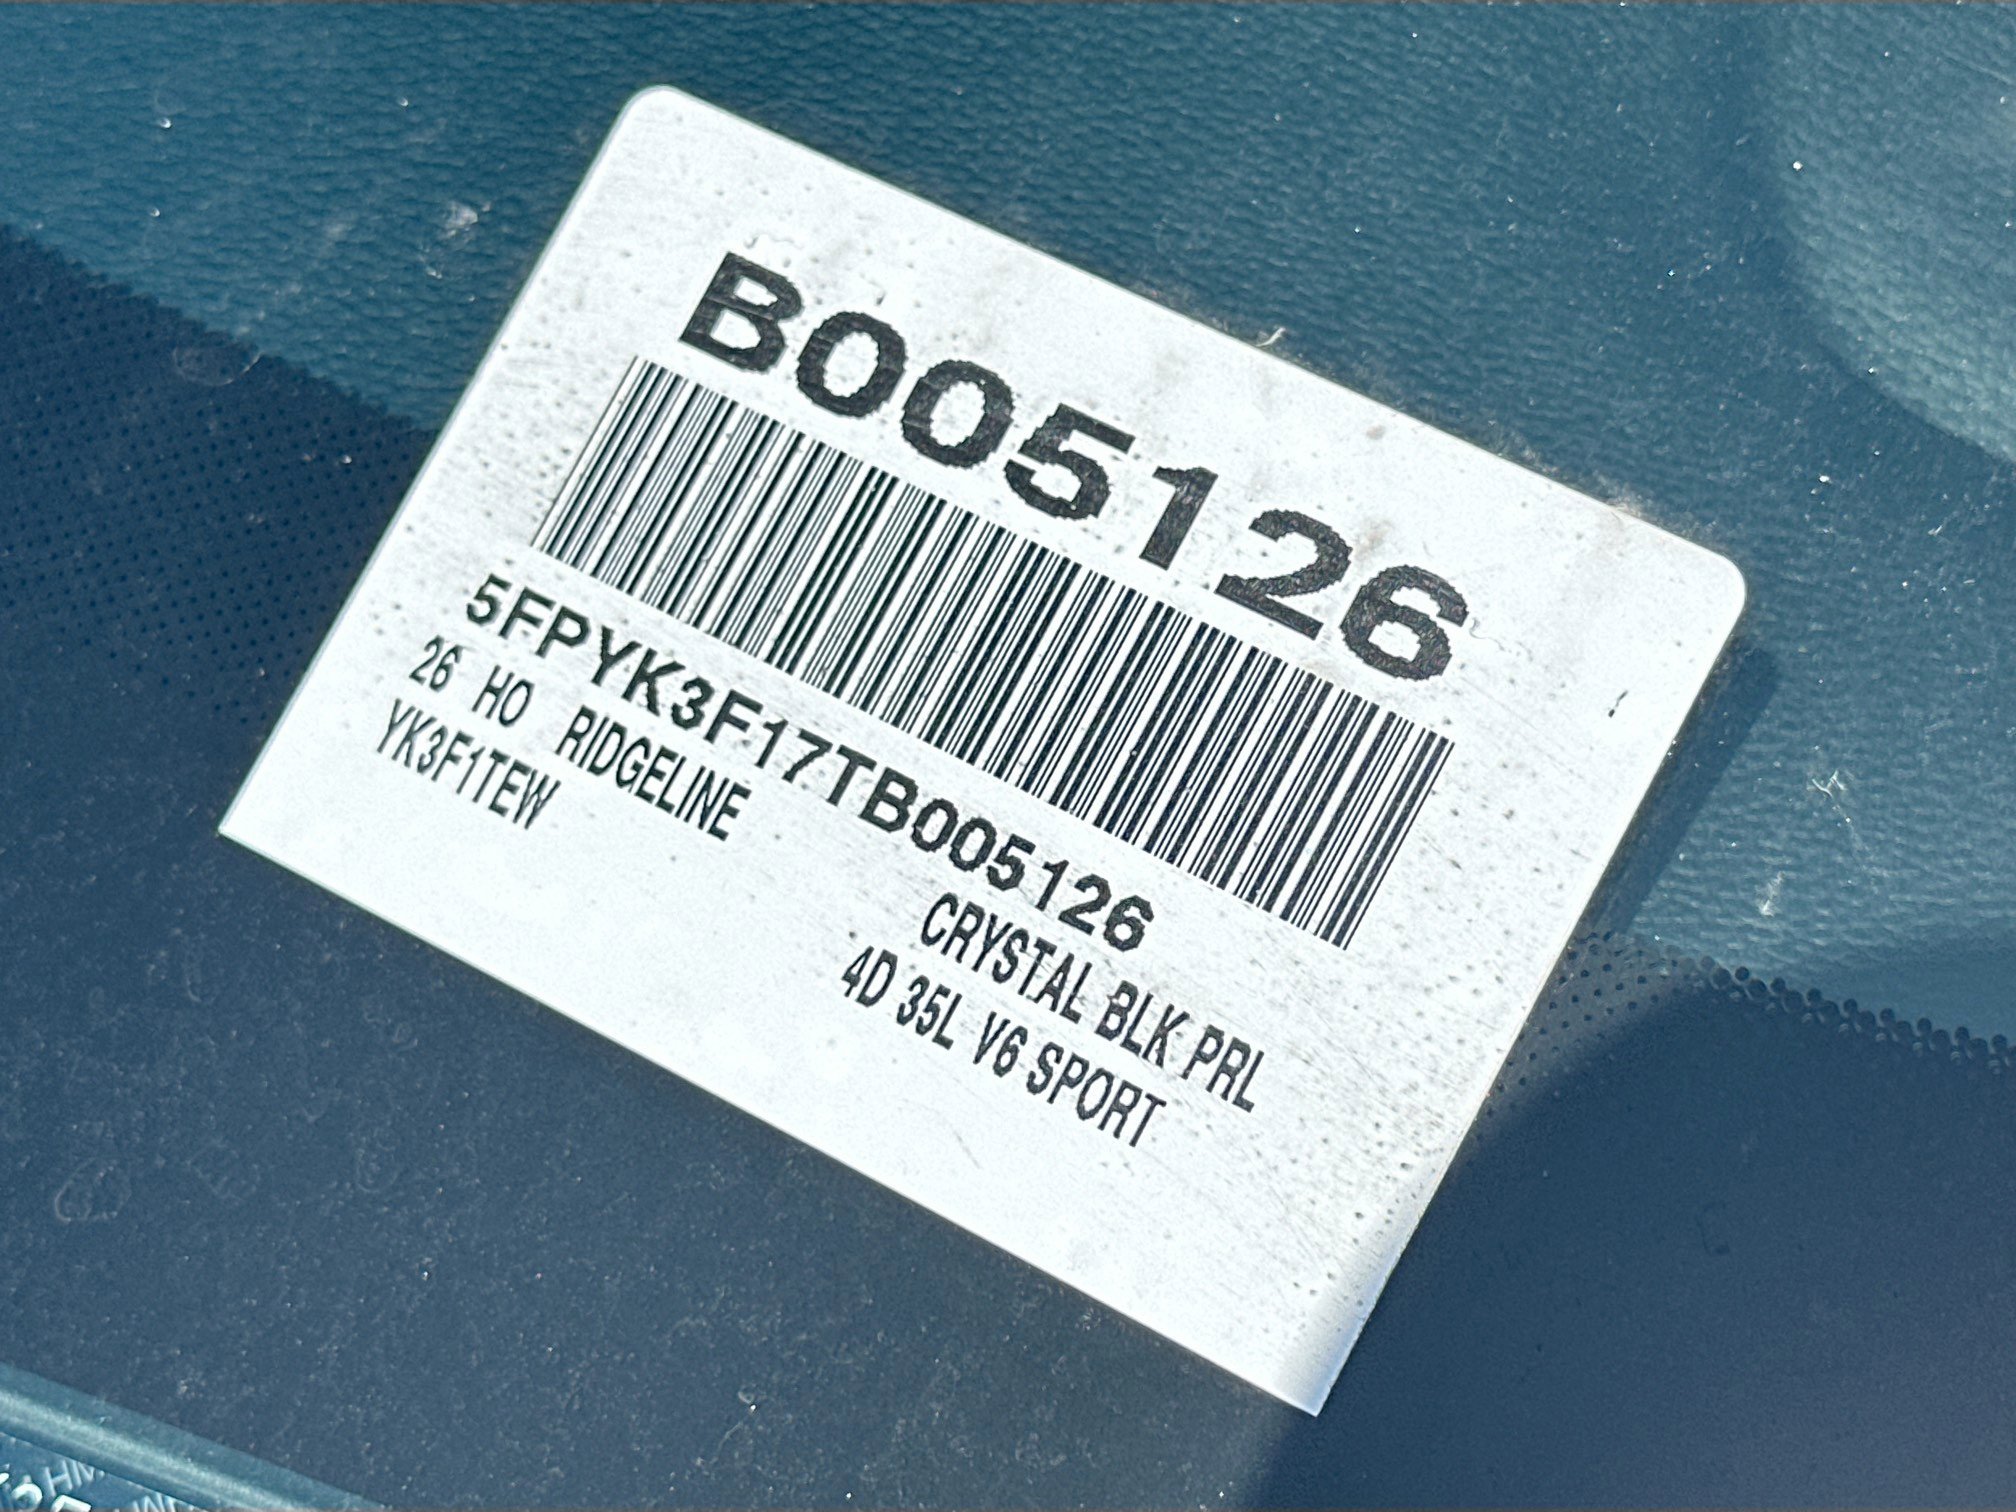 B005126
5FPYK3F17TB005126
26 HO RIDGELINE CRYSTAL BLK PRL
YK3F1TEW 4D 35L V6 SPORT